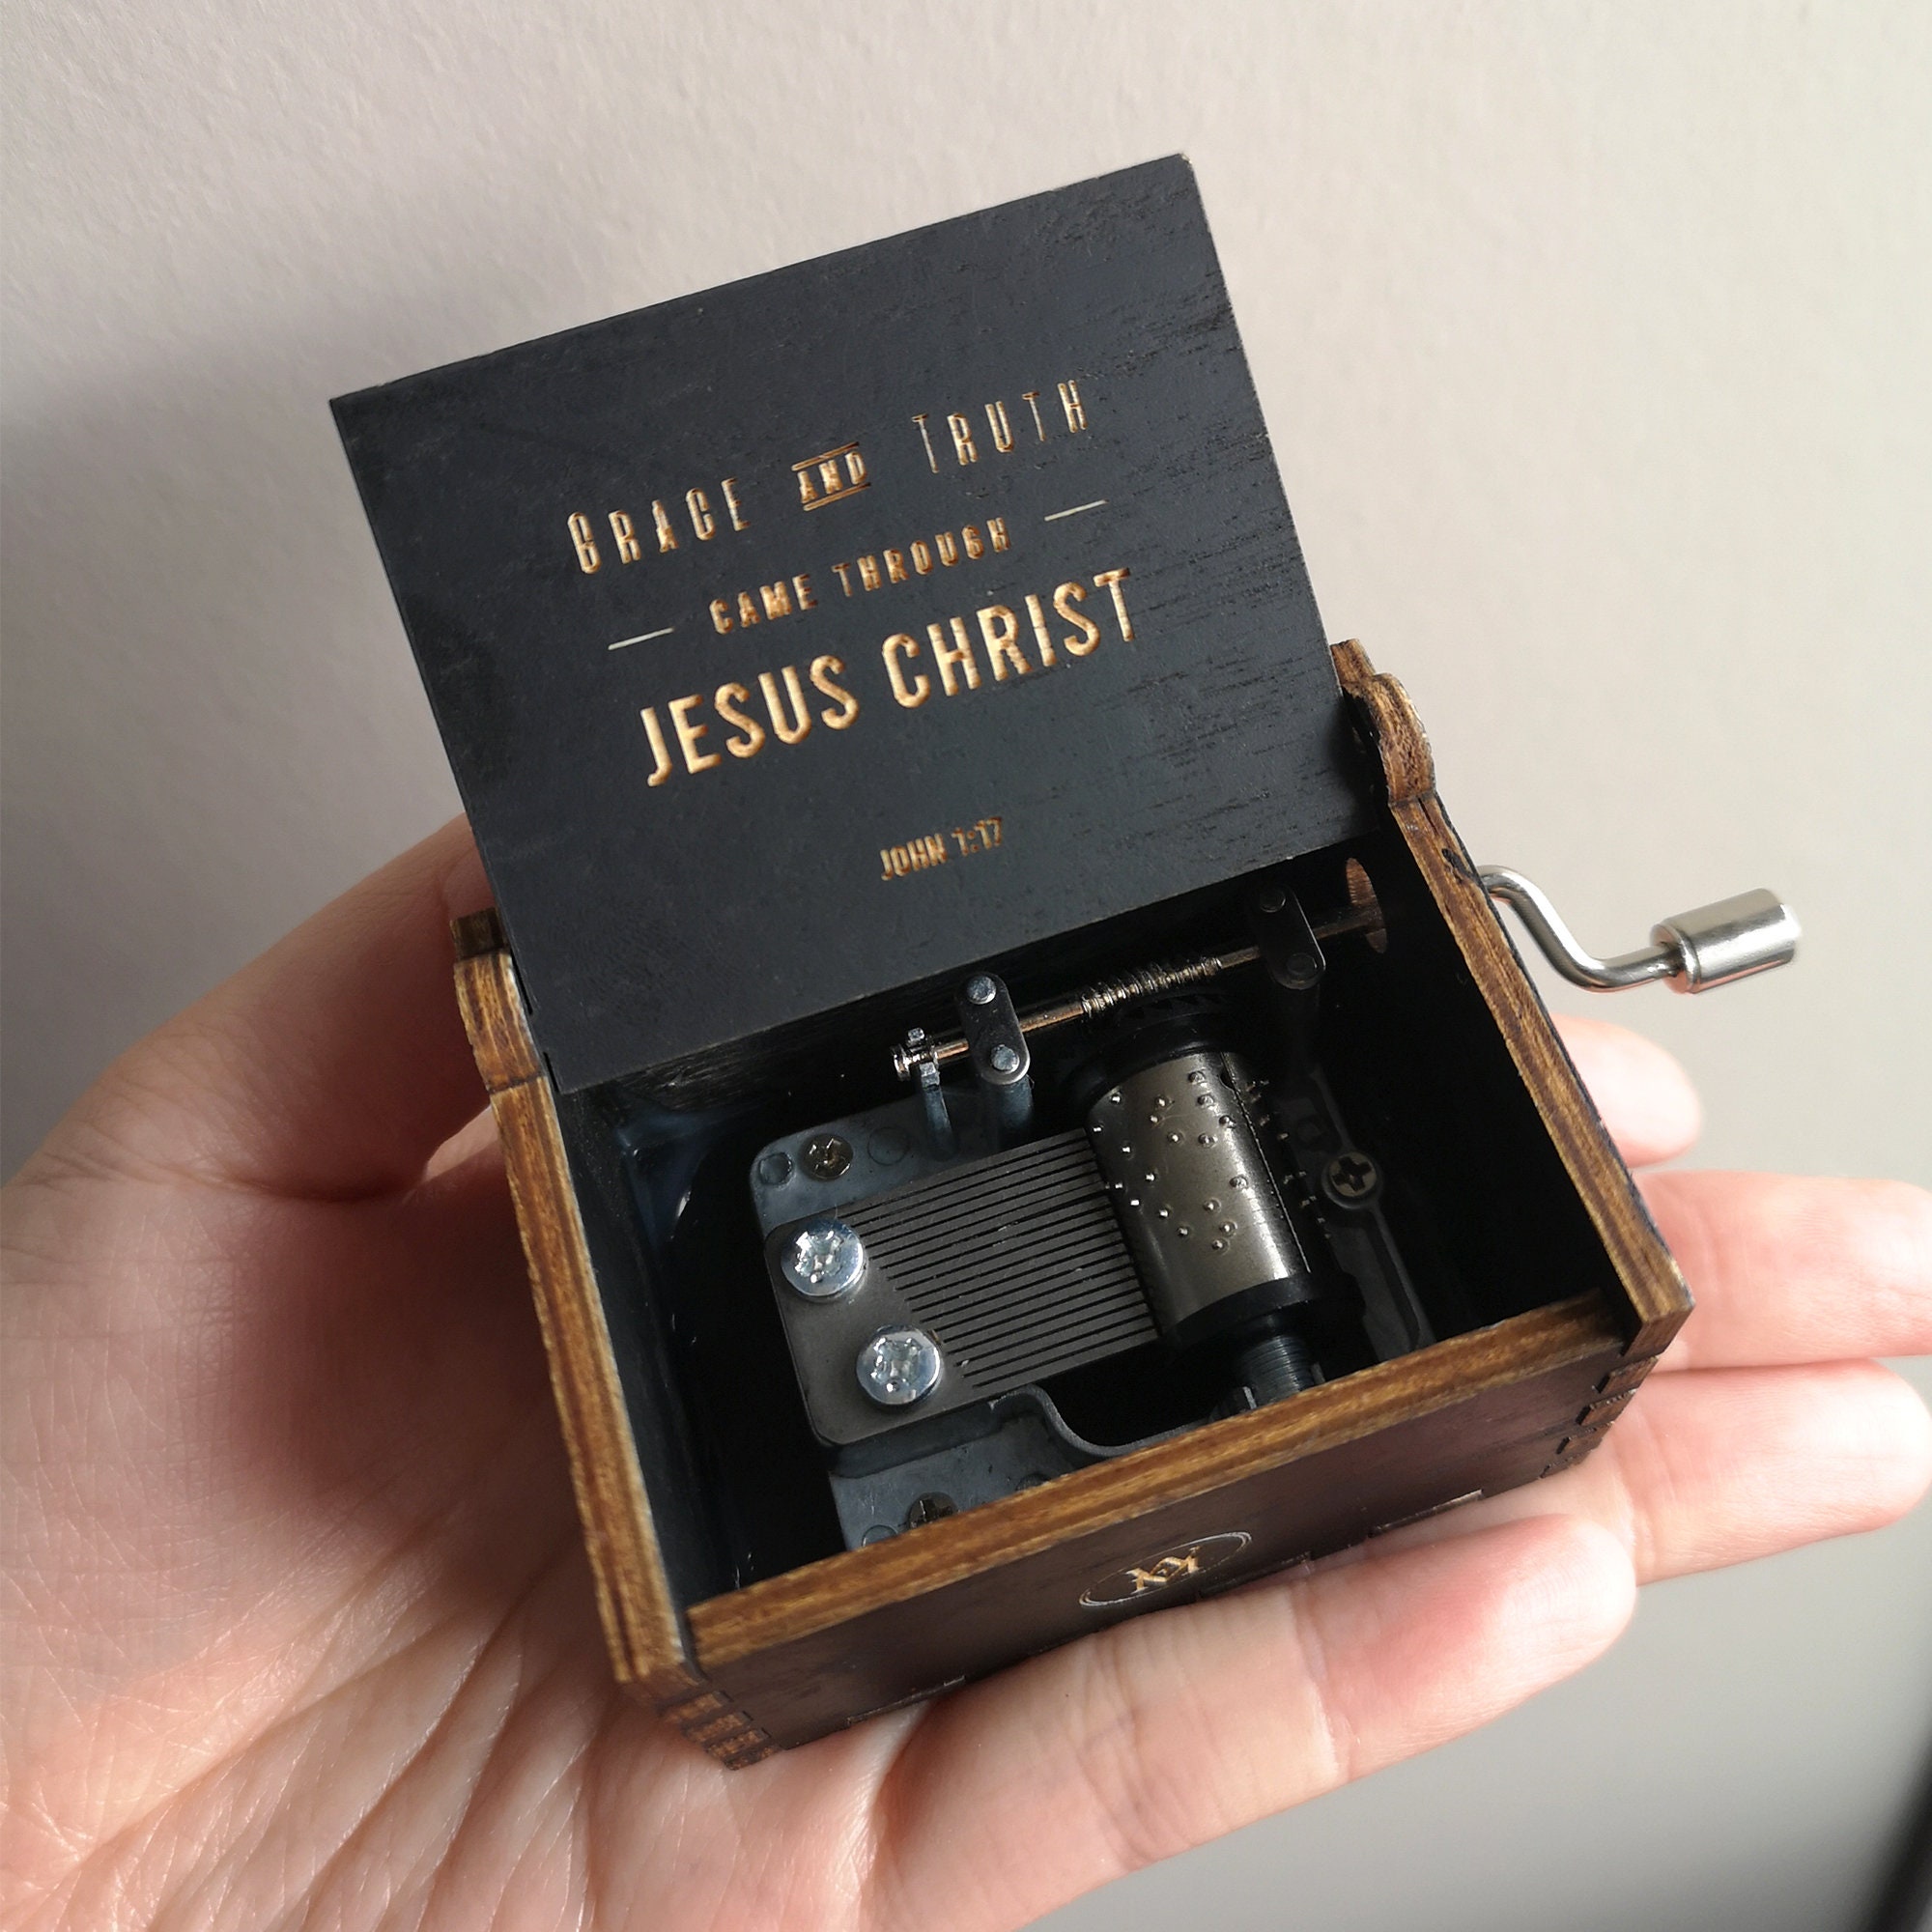 GRACE AND TRUTH
CAME THROUGH
JESUS CHRIST
JOHN 1:17